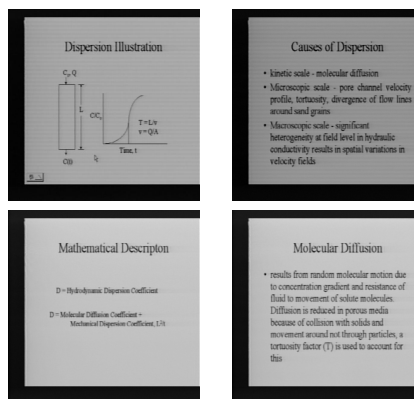 Dispersion Illustration
C₀, Q
L
C/C₀
T=L/v
v=Q/A
C(t)
Time, t
Causes of Dispersion
• kinetic scale - molecular diffusion
• Microscopic scale - pore channel velocity
profile, tortuosity, divergence of flow lines
around sand grains
• Macroscopic scale - significant
heterogeneity at field level in hydraulic
conductivity results in spatial variations in
velocity fields
Mathematical Descripton
D = Hydrodynamic Dispersion Coefficient
D = Molecular Diffusion Coefficient +
Mechanical Dispersion Coefficient,
Molecular Diffusion
• results from random molecular motion due
to concentration gradient and resistance of
fluid to movement of solute molecules.
Diffusion is reduced in porous media
because of collision with solids and
movement around not through particles, a
tortuosity factor (T) is used to account for
this